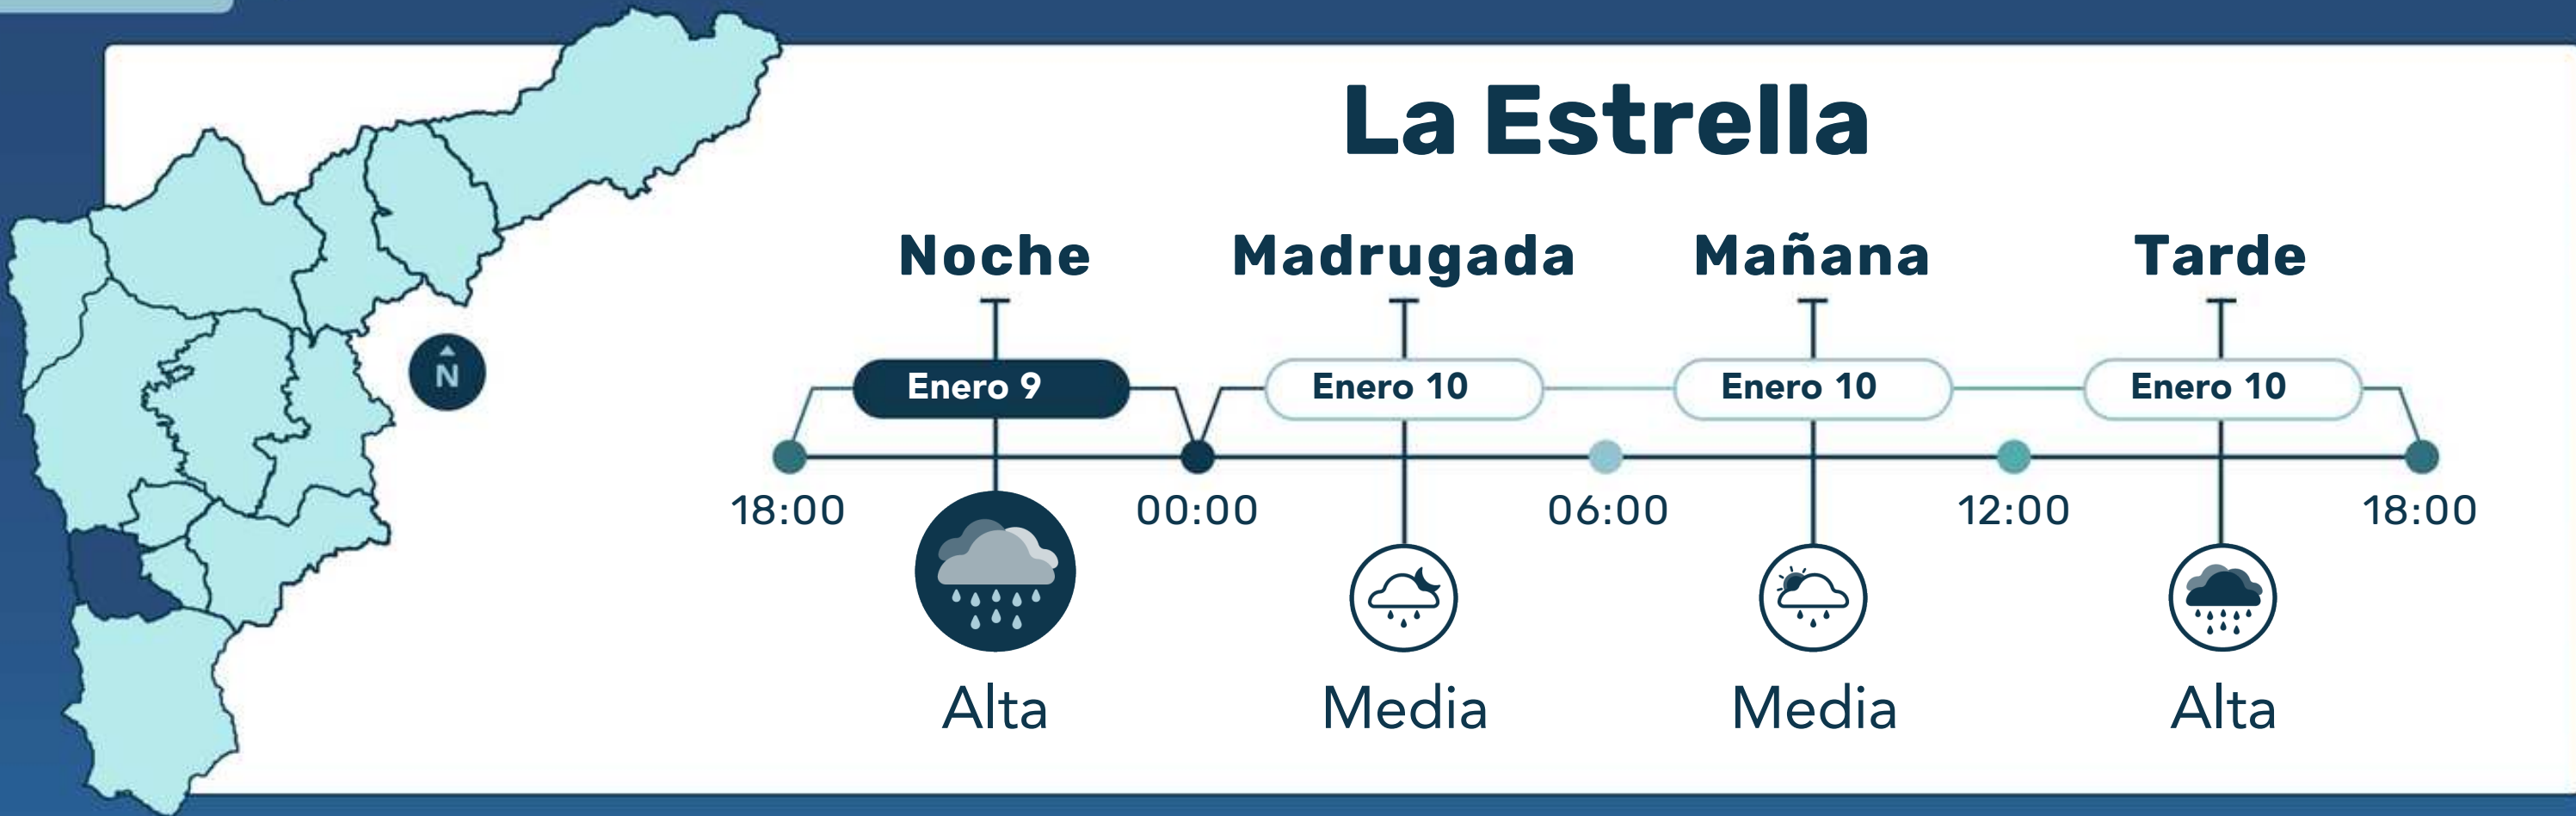 La Estrella
Noche Madrugada Mañana Tarde
N
Enero 9 Enero 10 Enero 10 Enero 10
18:00 00:00 06:00 12:00 18:00
Alta Media Media Alta